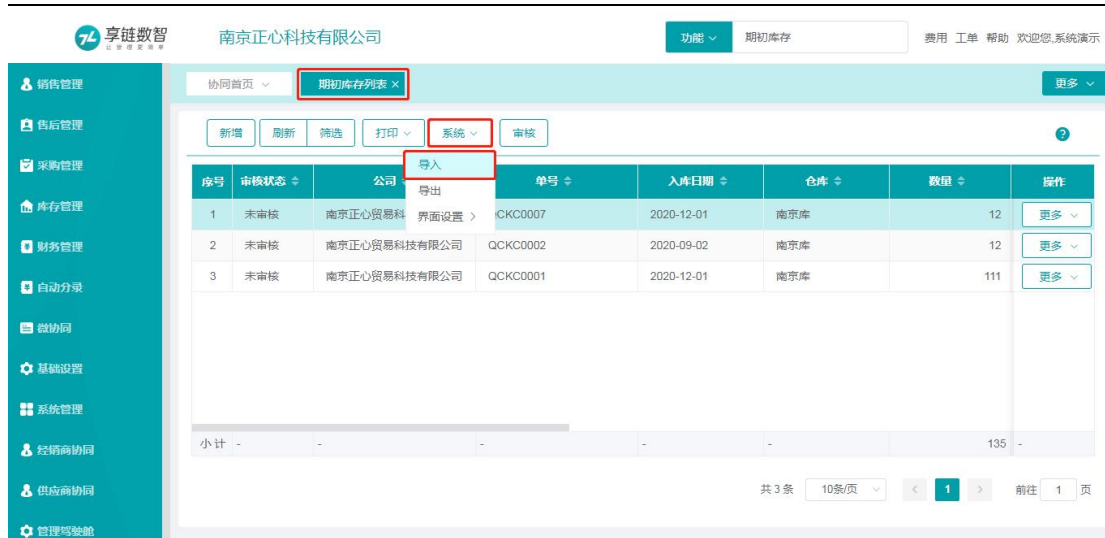 享链数智
让管理更简单
南京正心科技有限公司
功能
期初库存
费用 工单 帮助 欢迎您,系统演示
销售管理
售后管理
采购管理
库存管理
财务管理
自动分录
微协同
基础设置
系统管理
经销商协同
供应商协同
管理驾驶舱
协同首页
期初库存列表 ×
更多
新增 刷新 筛选 打印 系统 审核
导入
导出
界面设置 >
序号 审核状态 公司 单号 入库日期 仓库 数量 操作
1 未审核 南京正心贸易科 CKC0007 2020-12-01 南京库 12 更多
2 未审核 南京正心贸易科技有限公司 QCKC0002 2020-09-02 南京库 12 更多
3 未审核 南京正心贸易科技有限公司 QCKC0001 2020-12-01 南京库 111 更多
小计 - - - - - 135 -
共 3 条 10条/页 < 1 > 前往 1 页